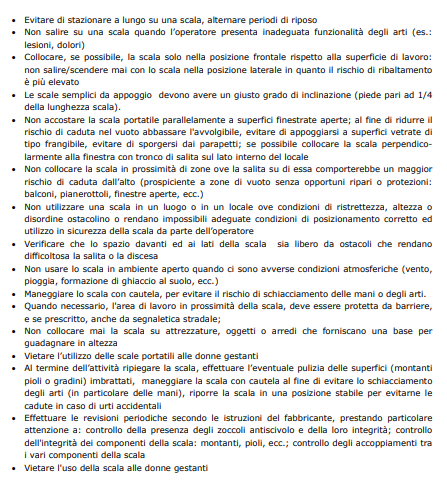 • Evitare di stazionare a lungo su una scala, alternare periodi di riposo
• Non salire su una scala quando l'operatore presenta inadeguata funzionalità degli arti (es.:
lesioni, dolori)
• Collocare, se possibile, la scala solo nella posizione frontale rispetto alla superficie di lavoro:
non salire/scendere mai con lo scala nella posizione laterale in quanto il rischio di ribaltamento
è più elevato
• Le scale semplici da appoggio devono avere un giusto grado di inclinazione (piede pari ad 1/4
della lunghezza scala).
• Non accostare la scala portatile parallelamente a superfici finestrate aperte; al fine di ridurre il
rischio di caduta nel vuoto abbassare l'avvolgibile, evitare di appoggiarsi a superfici vetrate di
tipo frangibile, evitare di sporgersi dai parapetti; se possibile collocare la scala perpendico-
larmente alla finestra con tronco di salita sul lato interno del locale
• Non collocare la scala in prossimità di zone ove la salita su di essa comporterebbe un maggior
rischio di caduta dall'alto (prospiciente a zone di vuoto senza opportuni ripari o protezioni:
balconi, pianerottoli, finestre aperte, ecc.)
• Non utilizzare una scala in un luogo o in un locale ove condizioni di ristrettezza, altezza o
disordine ostacolino o rendano impossibili adeguate condizioni di posizionamento corretto ed
utilizzo in sicurezza della scala da parte dell'operatore
• Verificare che lo spazio davanti ed ai lati della scala sia libero da ostacoli che rendano
difficoltosa la salita o la discesa
• Non usare lo scala in ambiente aperto quando ci sono avverse condizioni atmosferiche (vento,
pioggia, formazione di ghiaccio al suolo, ecc.)
• Maneggiare lo scala con cautela, per evitare il rischio di schiacciamento delle mani o degli arti.
• Quando necessario, l'area di lavoro in prossimità della scala, deve essere protetta da barriere,
e se prescritto, anche da segnaletica stradale;
• Non collocare mai la scala su attrezzature, oggetti o arredi che forniscano una base per
guadagnare in altezza
• Vietare l'utilizzo delle scale portatili alle donne gestanti
• Al termine dell'attività ripiegare la scala, effettuare l'eventuale pulizia delle superfici (montanti
pioli o gradini) imbrattati, maneggiare la scala con cautela al fine di evitare lo schiacciamento
degli arti (in particolare delle mani), riporre la scala in una posizione stabile per evitarne le
cadute in caso di urti accidentali
• Effettuare le revisioni periodiche secondo le istruzioni del fabbricante, prestando particolare
attenzione a: controllo della presenza degli zoccoli antiscivolo e della loro integrità; controllo
dell'integrità dei componenti della scala: montanti, pioli, ecc.; controllo degli accoppiamenti tra
i vari componenti della scala
• Vietare l'uso della scala alle donne gestanti